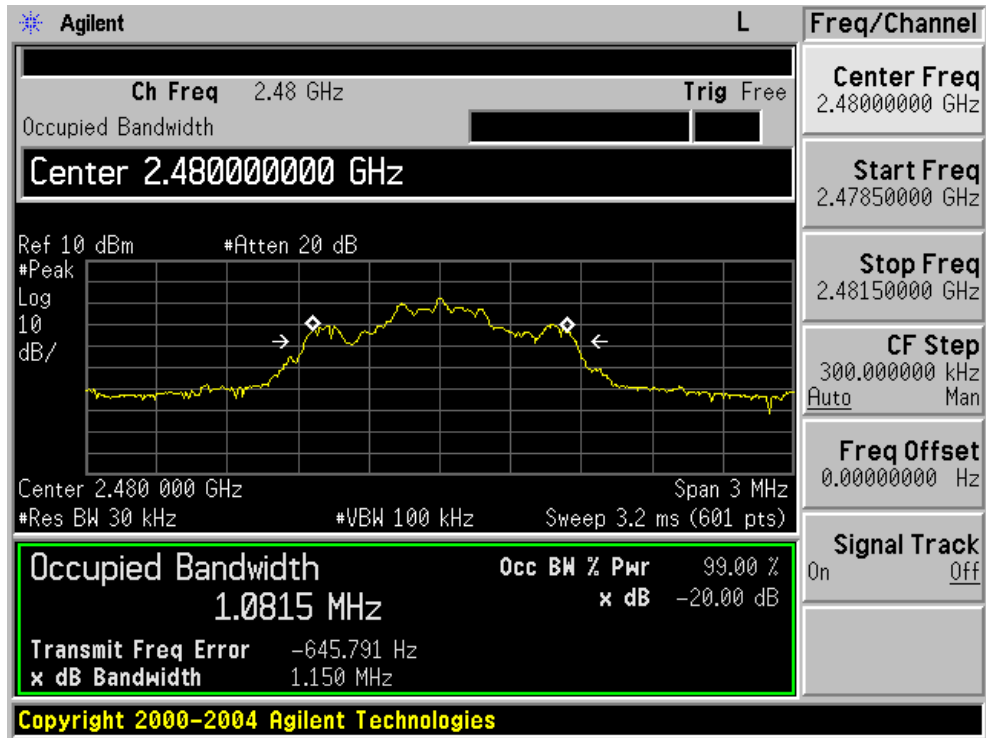 Agilent L
Ch Freq 2.48 GHz Trig Free
Occupied Bandwidth
Center 2.480000000 GHz
Ref 10 dBm #Atten 20 dB
#Peak
Log
10
dB/
Center 2.480 000 GHz Span 3 MHz
#Res BW 30 kHz #VBW 100 kHz Sweep 3.2 ms (601 pts)
Occupied Bandwidth Occ BW % Pwr 99.00 %
1.0815 MHz x dB -20.00 dB
Transmit Freq Error -645.791 Hz
x dB Bandwidth 1.150 MHz
Copyright 2000-2004 Agilent Technologies
Freq/Channel
Center Freq
2.48000000 GHz
Start Freq
2.47850000 GHz
Stop Freq
2.48150000 GHz
CF Step
300.000000 kHz
Auto Man
Freq Offset
0.00000000 Hz
Signal Track
On Off